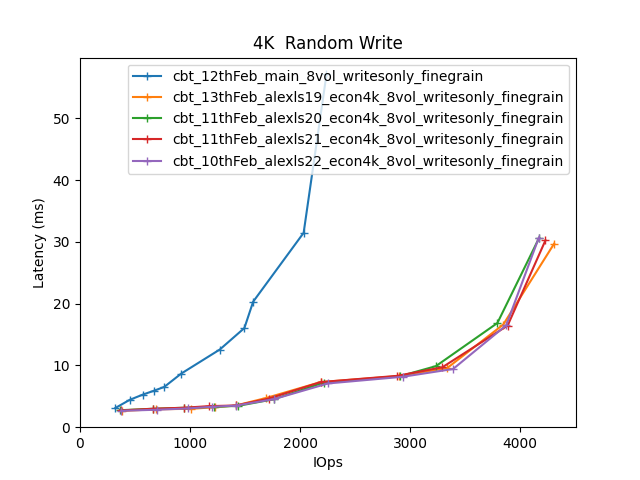 4K  Random Write
cbt_12thFeb_main_8vol_writesonly_finegrain
cbt_13thFeb_alexls19_econ4k_8vol_writesonly_finegrain
cbt_11thFeb_alexls20_econ4k_8vol_writesonly_finegrain
cbt_11thFeb_alexls21_econ4k_8vol_writesonly_finegrain
cbt_10thFeb_alexls22_econ4k_8vol_writesonly_finegrain
Latency (ms)
50
40
30
20
10
0
0 1000 2000 3000 4000
IOps